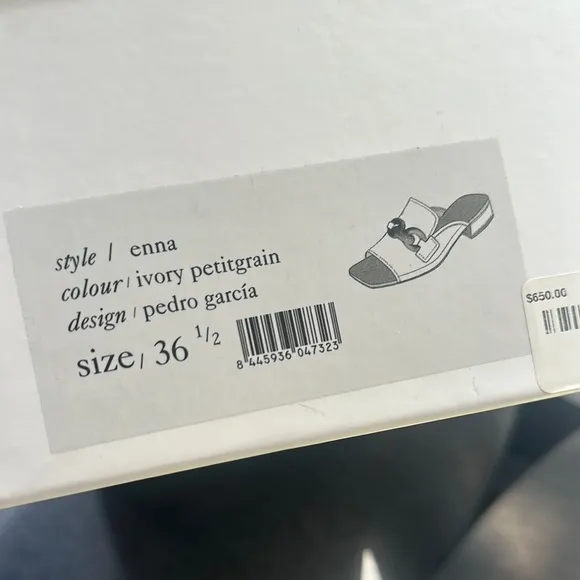 style / enna
colour / ivory petitgrain
design / pedro garcía
size / 36 1/2
8 445936 047323
$650.00